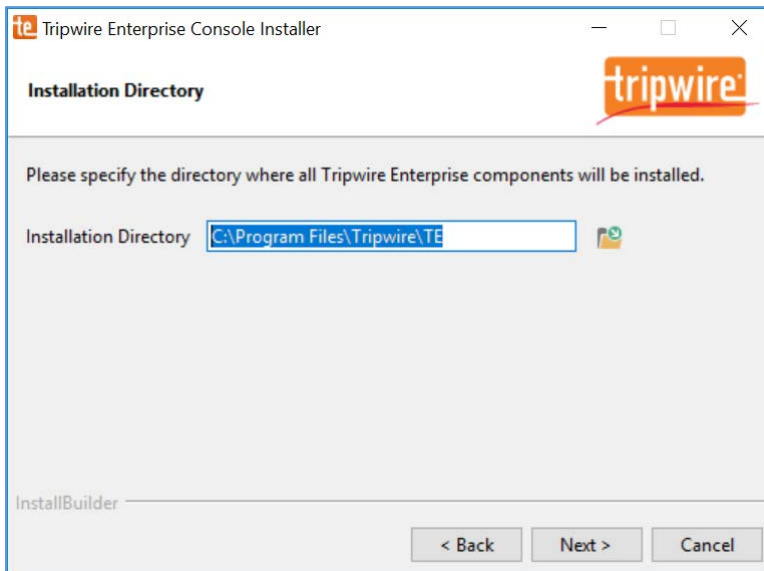 te Tripwire Enterprise Console Installer
Installation Directory
tripwire
Please specify the directory where all Tripwire Enterprise components will be installed.
Installation Directory C:\Program Files\Tripwire\TE
InstallBuilder
< Back Next > Cancel